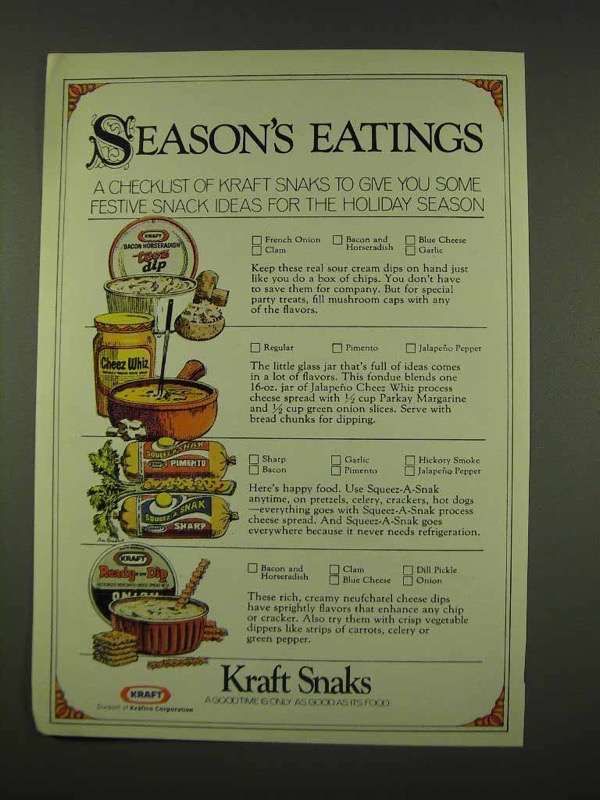 SEASON'S EATINGS
A CHECKLIST OF KRAFT SNAKS TO GIVE YOU SOME
FESTIVE SNACK IDEAS FOR THE HOLIDAY SEASON
KRAFT
BACON HORSERADISH
dip
☐ French Onion ☐ Bacon and Horseradish ☐ Blue Cheese
☐ Clam ☐ Garlic
Keep these real sour cream dips on hand just
like you do a box of chips. You don't have
to save them for company. But for special
party treats, fill mushroom caps with any
of the flavors.
Cheez Whiz
☐ Regular ☐ Pimento ☐ Jalapeño Pepper
The little glass jar that's full of ideas comes
in a lot of flavors. This fondue blends one
16-oz. jar of Jalapeño Cheez Whiz process
cheese spread with ½ cup Parkay Margarine
and ½ cup green onion slices. Serve with
bread chunks for dipping.
SQUEEZ-A-SNAK
PIMENTO
SQUEEZ-A-SNAK
SHARP
☐ Sharp ☐ Garlic ☐ Hickory Smoke
☐ Bacon ☐ Pimento ☐ Jalapeño Pepper
Here's happy food. Use Squeez-A-Snak
anytime, on pretzels, celery, crackers, hot dogs
—everything goes with Squeez-A-Snak process
cheese spread. And Squeez-A-Snak goes
everywhere because it never needs refrigeration.
KRAFT
Ready Dip
ONION
☐ Bacon and Horseradish ☐ Clam ☐ Dill Pickle
☐ Blue Cheese ☐ Onion
These rich, creamy neufchatel cheese dips
have sprightly flavors that enhance any chip
or cracker. Also try them with crisp vegetable
dippers like strips of carrots, celery or
green pepper.
Kraft Snaks
A GOOD TIME IS ONLY AS GOOD AS ITS FOOD
KRAFT
Division of Kraftco Corporation